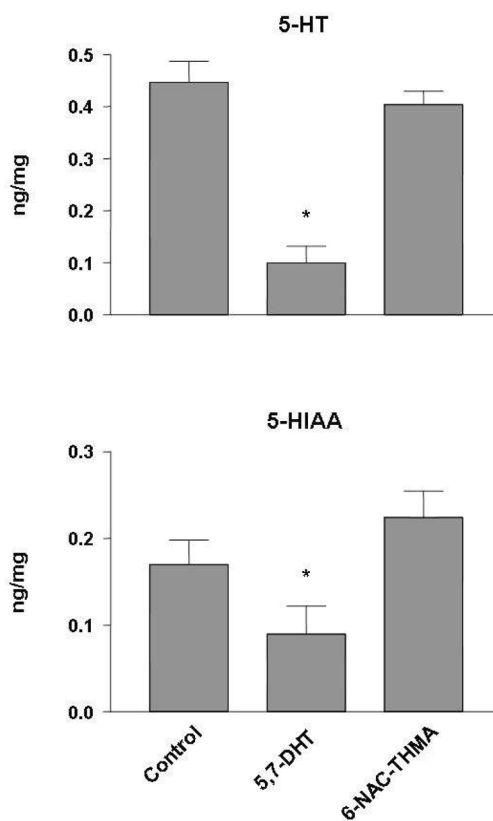 5-HT
0.5
0.4
0.3
0.2
0.1
0.0
ng/mg
*
5-HIAA
0.3
0.2
0.1
0.0
ng/mg
*
Control
5,7-DHT
6-NAC-THMA